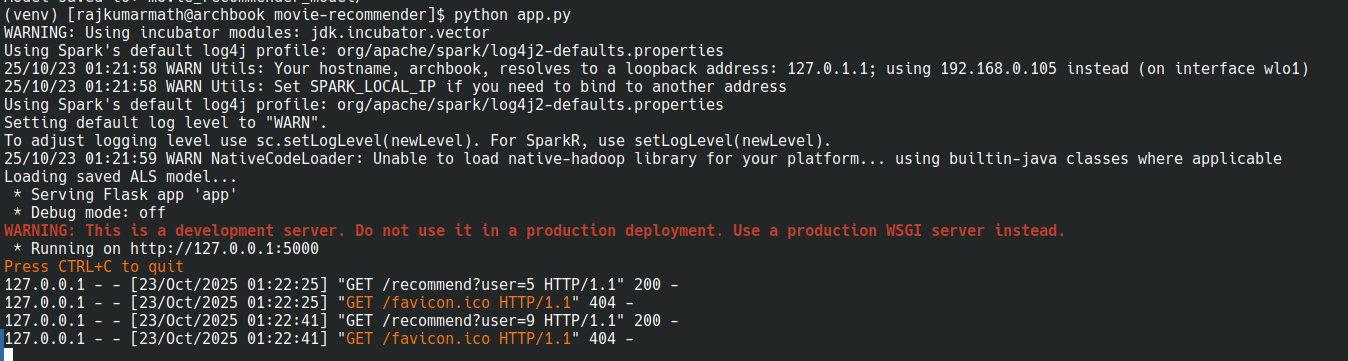 Model saved to: movie_recommender_model/
(venv) [rajkumarmath@archbook movie-recommender]$ python app.py
WARNING: Using incubator modules: jdk.incubator.vector
Using Spark's default log4j profile: org/apache/spark/log4j2-defaults.properties
25/10/23 01:21:58 WARN Utils: Your hostname, archbook, resolves to a loopback address: 127.0.1.1; using 192.168.0.105 instead (on interface wlo1)
25/10/23 01:21:58 WARN Utils: Set SPARK_LOCAL_IP if you need to bind to another address
Using Spark's default log4j profile: org/apache/spark/log4j2-defaults.properties
Setting default log level to "WARN".
To adjust logging level use sc.setLogLevel(newLevel). For SparkR, use setLogLevel(newLevel).
25/10/23 01:21:59 WARN NativeCodeLoader: Unable to load native-hadoop library for your platform... using builtin-java classes where applicable
Loading saved ALS model...
 * Serving Flask app 'app'
 * Debug mode: off
WARNING: This is a development server. Do not use it in a production deployment. Use a production WSGI server instead.
 * Running on http://127.0.0.1:5000
Press CTRL+C to quit
127.0.0.1 - - [23/Oct/2025 01:22:25] "GET /recommend?user=5 HTTP/1.1" 200 -
127.0.0.1 - - [23/Oct/2025 01:22:25] "GET /favicon.ico HTTP/1.1" 404 -
127.0.0.1 - - [23/Oct/2025 01:22:41] "GET /recommend?user=9 HTTP/1.1" 200 -
127.0.0.1 - - [23/Oct/2025 01:22:41] "GET /favicon.ico HTTP/1.1" 404 -